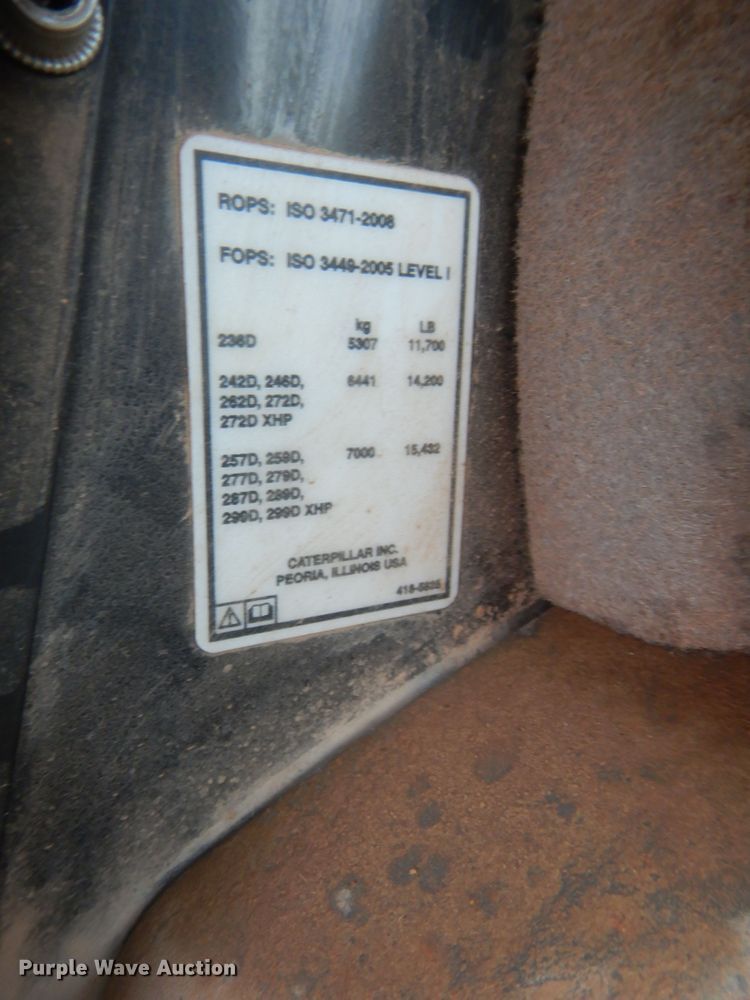 ROPS: ISO 3471-2008
FOPS: ISO 3449-2005 LEVEL I
kg LB
236D 5307 11,700
242D, 246D, 6441 14,200
262D, 272D,
272D XHP
257D, 259D, 7000 15,432
277D, 279D,
287D, 289D,
299D, 299D XHP
CATERPILLAR INC.
PEORIA, ILLINOIS USA
Purple Wave Auction